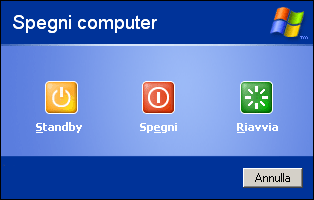 Spegni computer
Standby Spegni Riavvia
Annulla